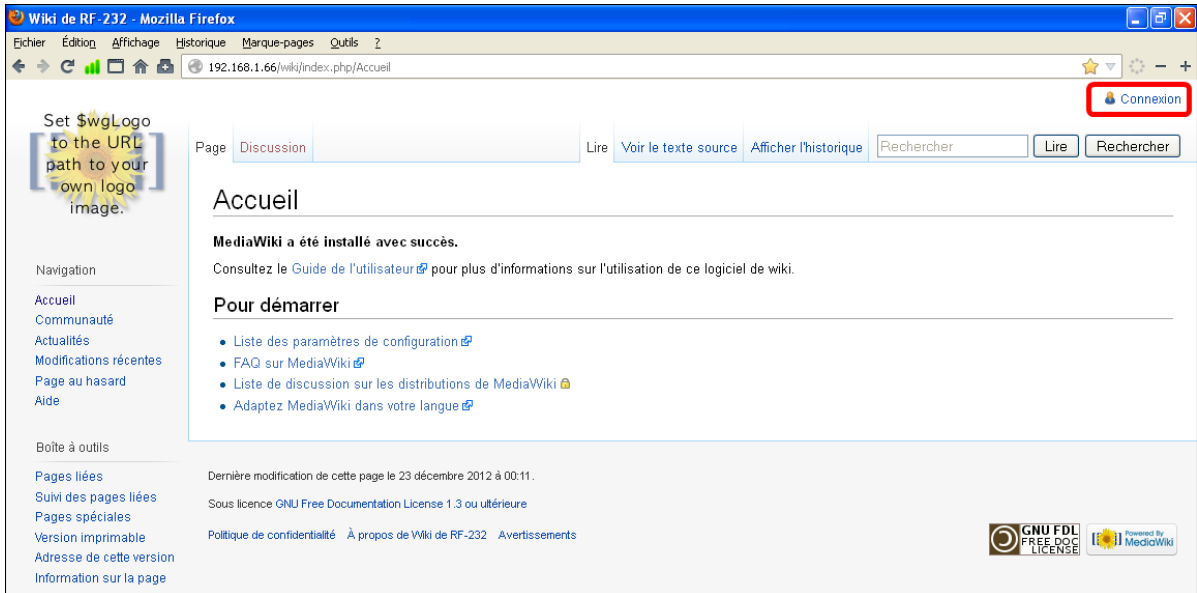 Wiki de RF-232 - Mozilla Firefox
Fichier Édition Affichage Historique Marque-pages Outils ?
192.168.1.66/wiki/index.php/Accueil
Connexion
Set $wgLogo
to the URL
path to your
own logo
image.
Page Discussion Lire Voir le texte source Afficher l'historique Rechercher Lire Rechercher
Accueil
MediaWiki a été installé avec succès.
Consultez le Guide de l'utilisateur pour plus d'informations sur l'utilisation de ce logiciel de wiki.
Pour démarrer
Liste des paramètres de configuration
FAQ sur MediaWiki
Liste de discussion sur les distributions de MediaWiki
Adaptez MediaWiki dans votre langue
Navigation
Accueil
Communauté
Actualités
Modifications récentes
Page au hasard
Aide
Boîte à outils
Pages liées
Suivi des pages liées
Pages spéciales
Version imprimable
Adresse de cette version
Information sur la page
Dernière modification de cette page le 23 décembre 2012 à 00:11.
Sous licence GNU Free Documentation License 1.3 ou ultérieure
Politique de confidentialité À propos de Wiki de RF-232 Avertissements
GNU FDL
FREE DOC
LICENSE
Powered By
MediaWiki